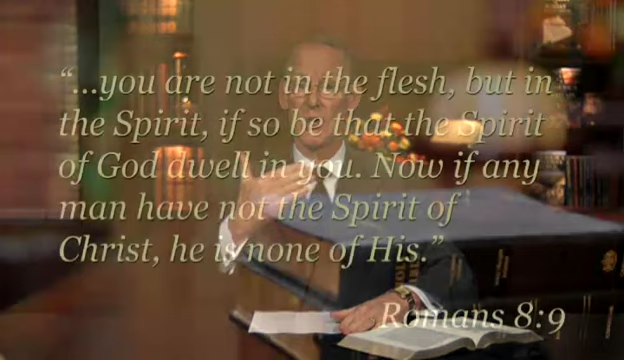 “...you are not in the flesh, but in
the Spirit, if so be that the Spirit
of God dwell in you. Now if any
man have not the Spirit of
Christ, he is none of His.”
Romans 8:9